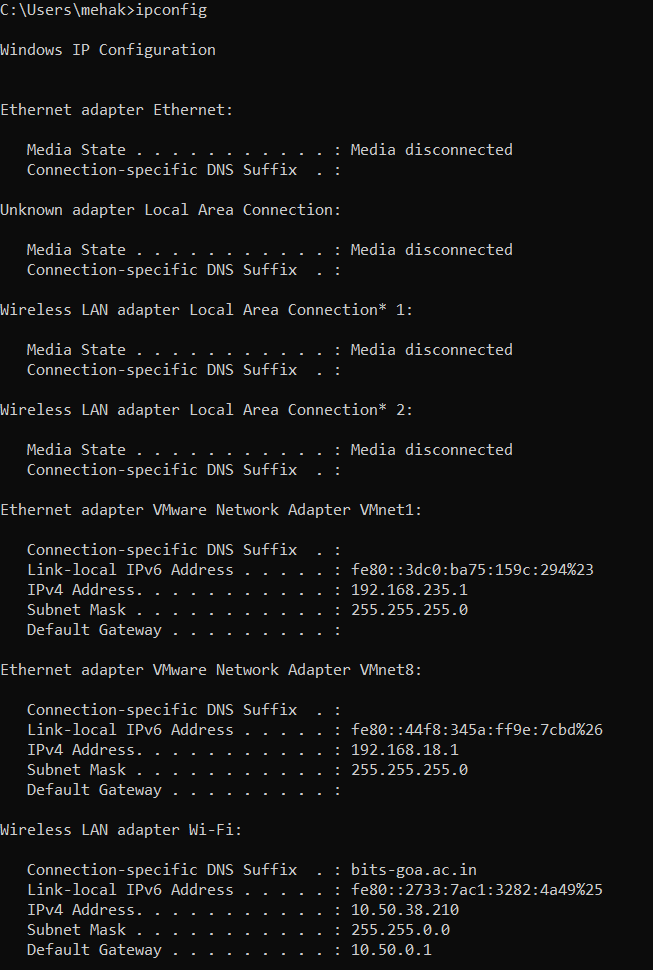 C:\Users\mehak>ipconfig
Windows IP Configuration
Ethernet adapter Ethernet:
   Media State . . . . . . . . . . . : Media disconnected
   Connection-specific DNS Suffix  . :
Unknown adapter Local Area Connection:
   Media State . . . . . . . . . . . : Media disconnected
   Connection-specific DNS Suffix  . :
Wireless LAN adapter Local Area Connection* 1:
   Media State . . . . . . . . . . . : Media disconnected
   Connection-specific DNS Suffix  . :
Wireless LAN adapter Local Area Connection* 2:
   Media State . . . . . . . . . . . : Media disconnected
   Connection-specific DNS Suffix  . :
Ethernet adapter VMware Network Adapter VMnet1:
   Connection-specific DNS Suffix  . :
   Link-local IPv6 Address . . . . . : fe80::3dc0:ba75:159c:294%23
   IPv4 Address. . . . . . . . . . . : 192.168.235.1
   Subnet Mask . . . . . . . . . . . : 255.255.255.0
   Default Gateway . . . . . . . . . :
Ethernet adapter VMware Network Adapter VMnet8:
   Connection-specific DNS Suffix  . :
   Link-local IPv6 Address . . . . . : fe80::44f8:345a:ff9e:7cbd%26
   IPv4 Address. . . . . . . . . . . : 192.168.18.1
   Subnet Mask . . . . . . . . . . . : 255.255.255.0
   Default Gateway . . . . . . . . . :
Wireless LAN adapter Wi-Fi:
   Connection-specific DNS Suffix  . : bits-goa.ac.in
   Link-local IPv6 Address . . . . . : fe80::2733:7ac1:3282:4a49%25
   IPv4 Address. . . . . . . . . . . : 10.50.38.210
   Subnet Mask . . . . . . . . . . . : 255.255.0.0
   Default Gateway . . . . . . . . . : 10.50.0.1